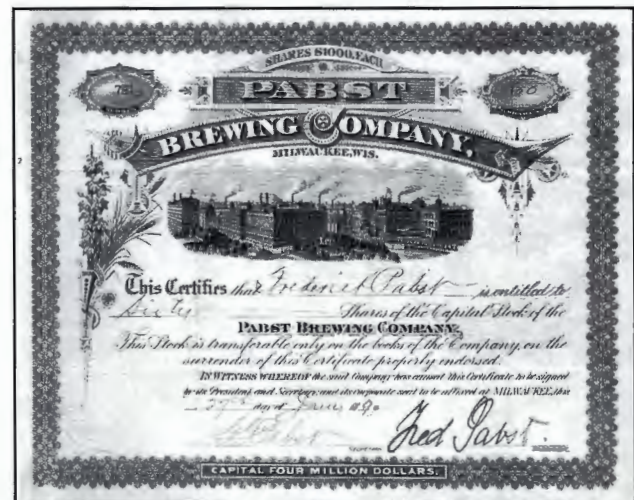 SHARES $1000, EACH
PABST
BREWING COMPANY.
MILWAUKEE, WIS.
This Certifies that Frederick Pabst is entitled to
Sixty Shares of the Capital Stock of the
PABST BREWING COMPANY.
This Stock is transferable only on the books of the Company, on the
surrender of this Certificate properly endorsed.
IN WITNESS WHEREOF the said Company has caused this Certificate to be signed
by its President and Secretary and its corporate seal to be affixed at MILWAUKEE, this
27th day of
Fred Pabst
SECRETARY
CAPITAL FOUR MILLION DOLLARS.